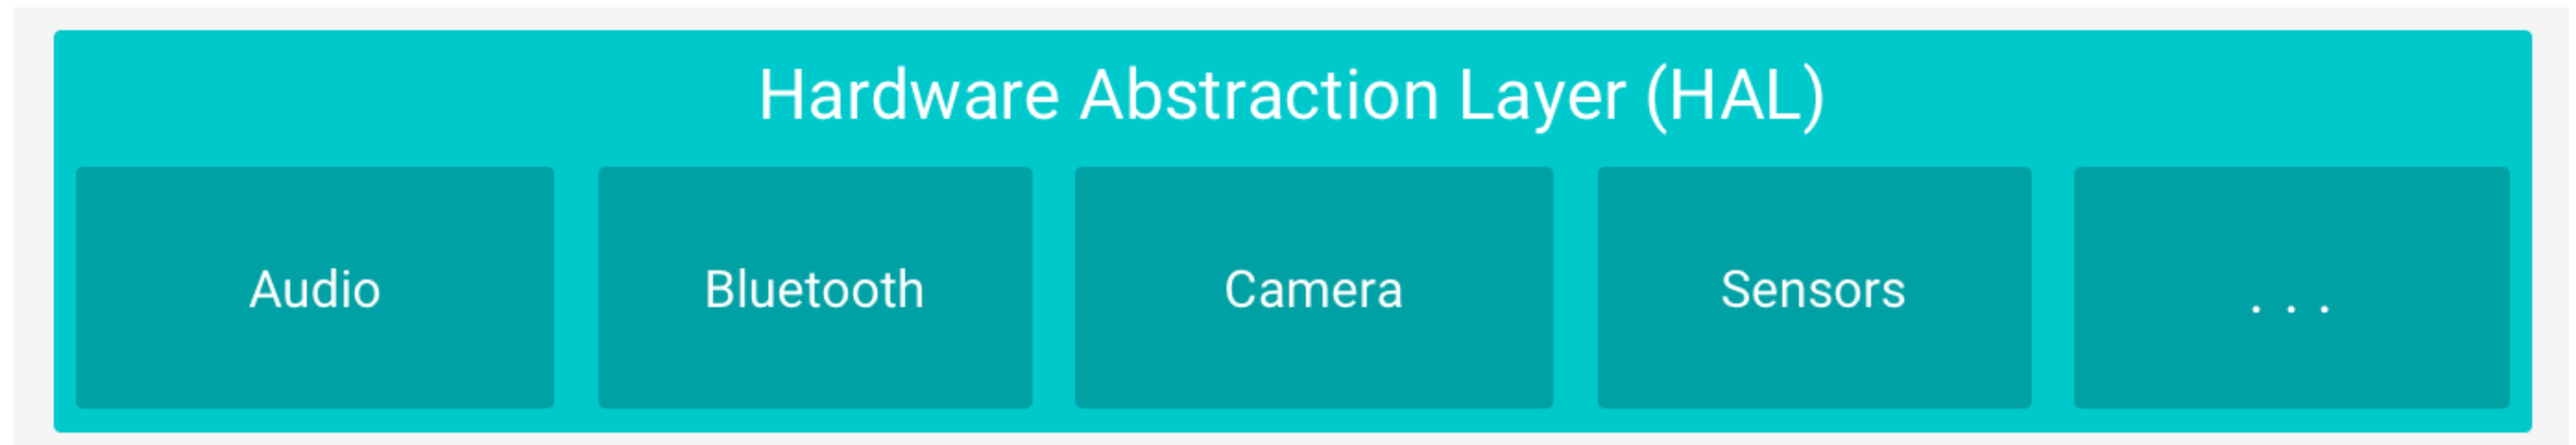 Hardware Abstraction Layer (HAL)
Audio
Bluetooth
Camera
Sensors
. . .